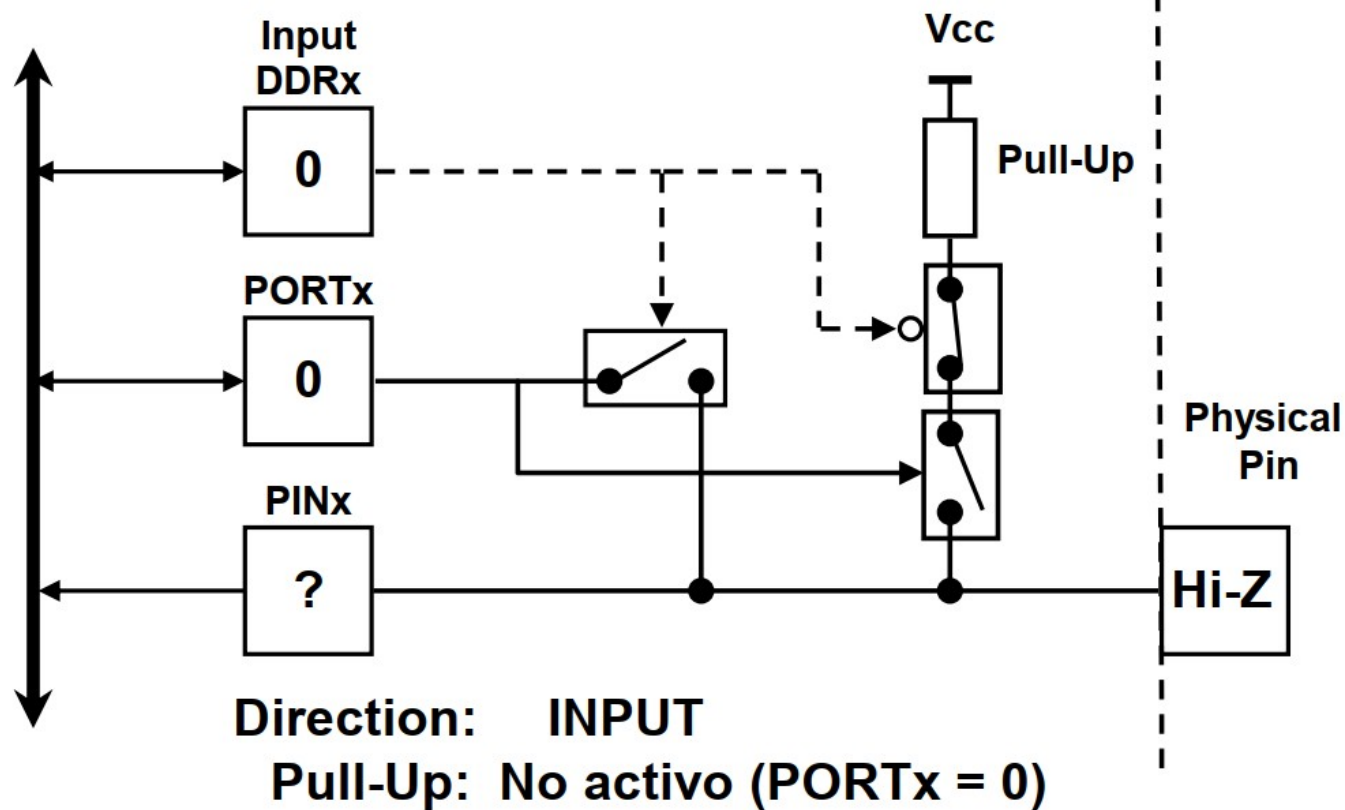 Input
DDRx
0
Vcc
Pull-Up
PORTx
0
Physical
Pin
PINx
?
Hi-Z
Direction: INPUT
Pull-Up: No activo (PORTx = 0)